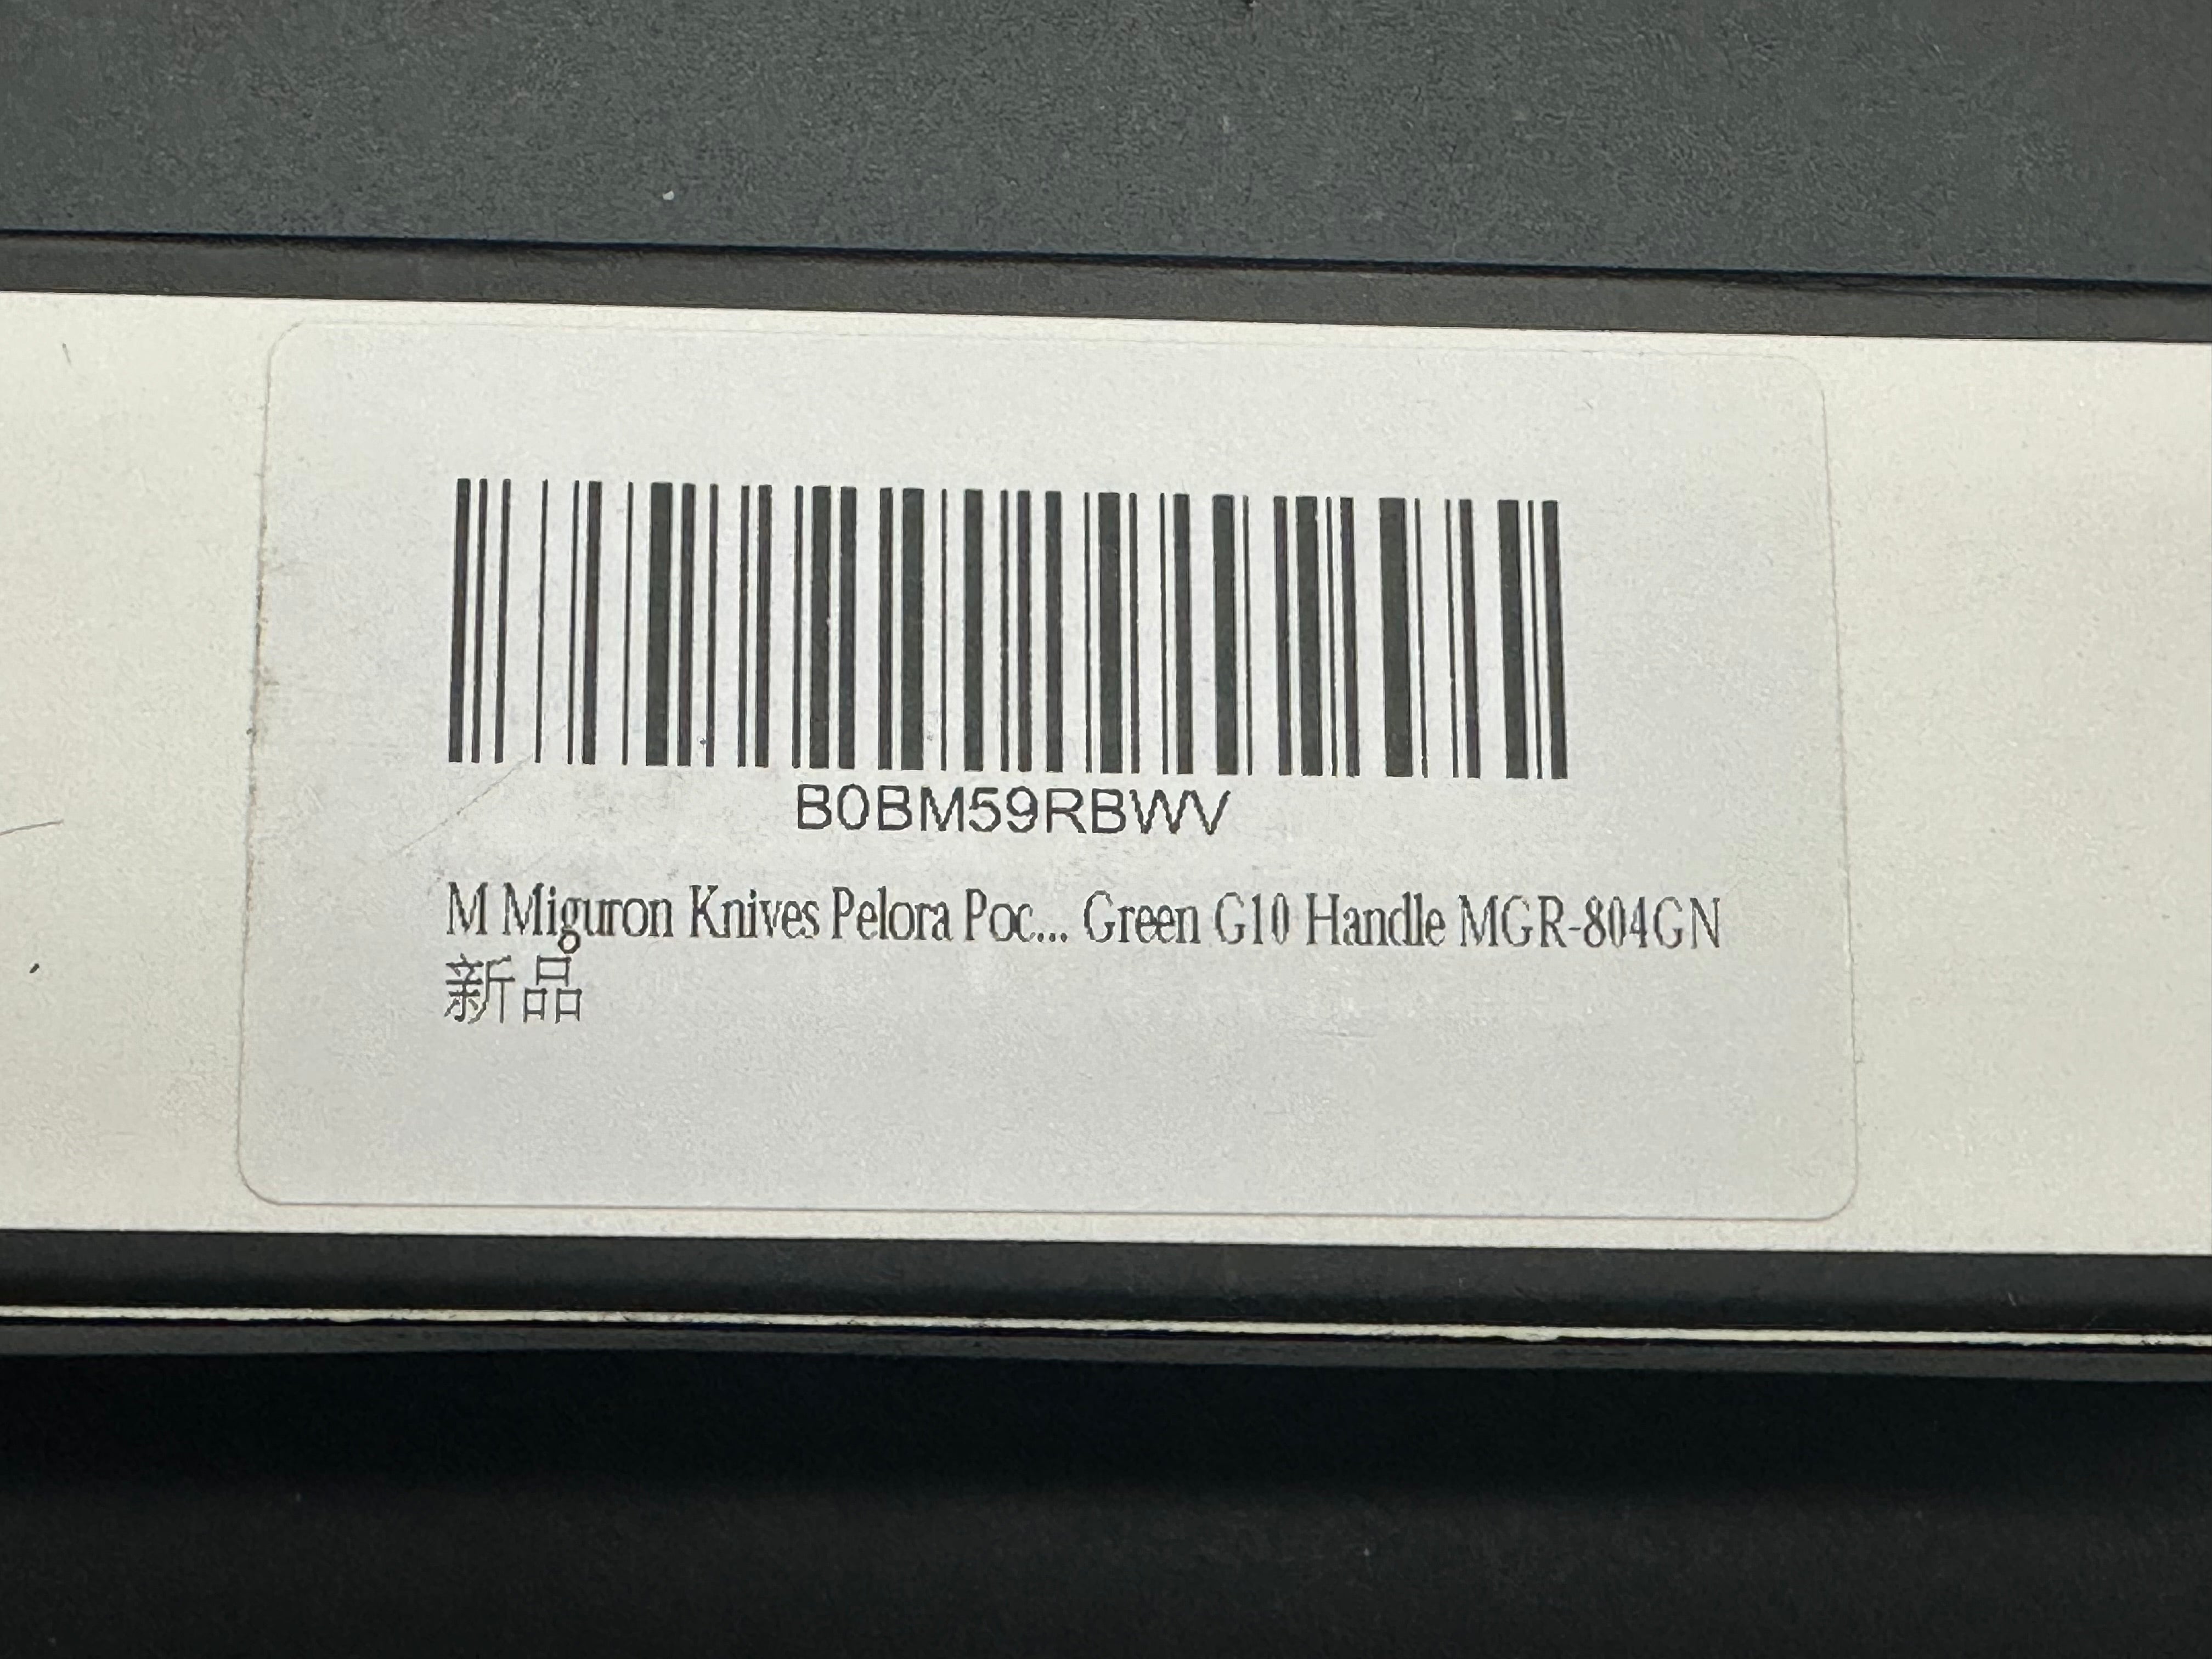 B0BM59RBWV
M Miguron Knives Pelora Poc... Green G10 Handle MGR-804GN
新品